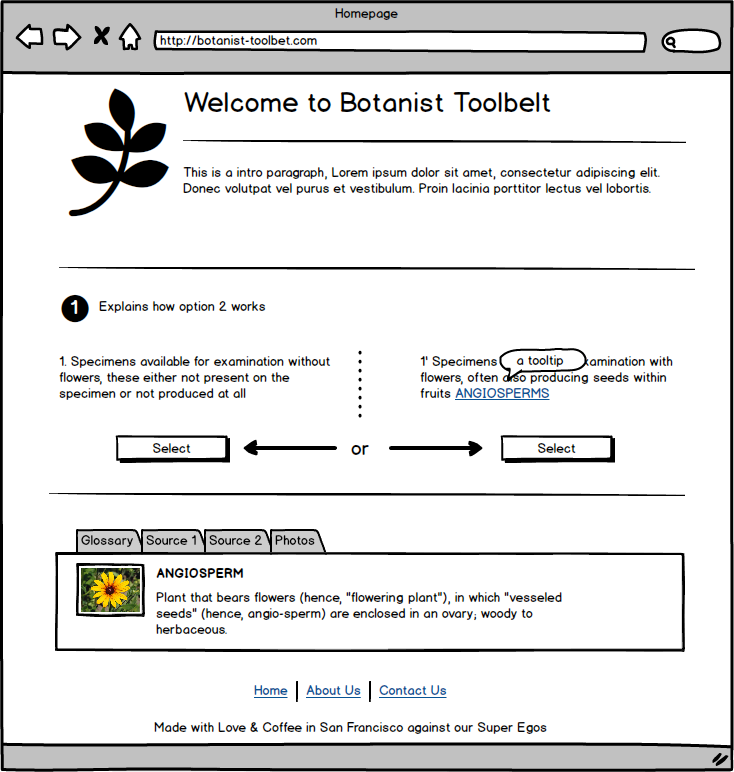 Homepage
http://botanist-toolbet.com
Welcome to Botanist Toolbelt
This is a intro paragraph, Lorem ipsum dolor sit amet, consectetur adipiscing elit.
Donec volutpat vel purus et vestibulum. Proin lacinia porttitor lectus vel lobortis.
1 Explains how option 2 works
1. Specimens available for examination without
flowers, these either not present on the
specimen or not produced at all
1' Specimens a tooltip xamination with
flowers, often also producing seeds within
fruits ANGIOSPERMS
Select or Select
Glossary Source 1 Source 2 Photos
ANGIOSPERM
Plant that bears flowers (hence, "flowering plant"), in which "vesseled
seeds" (hence, angio-sperm) are enclosed in an ovary; woody to
herbaceous.
Home About Us Contact Us
Made with Love & Coffee in San Francisco against our Super Egos